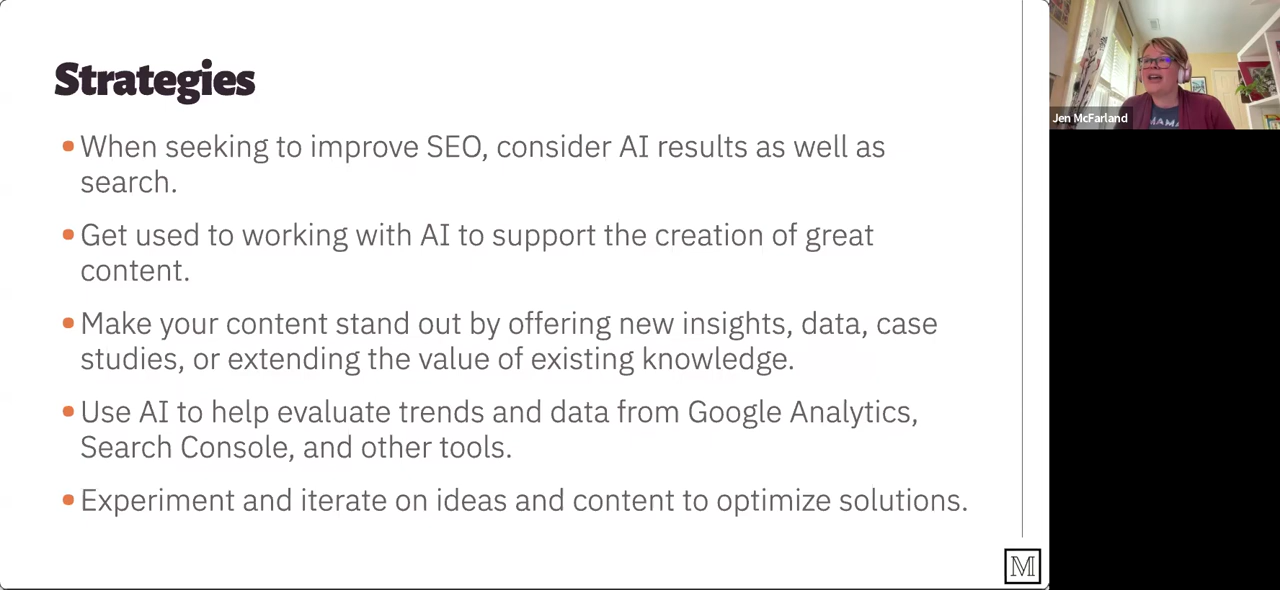 Strategies
When seeking to improve SEO, consider AI results as well as
search.
Get used to working with AI to support the creation of great
content.
Make your content stand out by offering new insights, data, case
studies, or extending the value of existing knowledge.
Use AI to help evaluate trends and data from Google Analytics,
Search Console, and other tools.
Experiment and iterate on ideas and content to optimize solutions.
M
Jen McFarland
MAMA